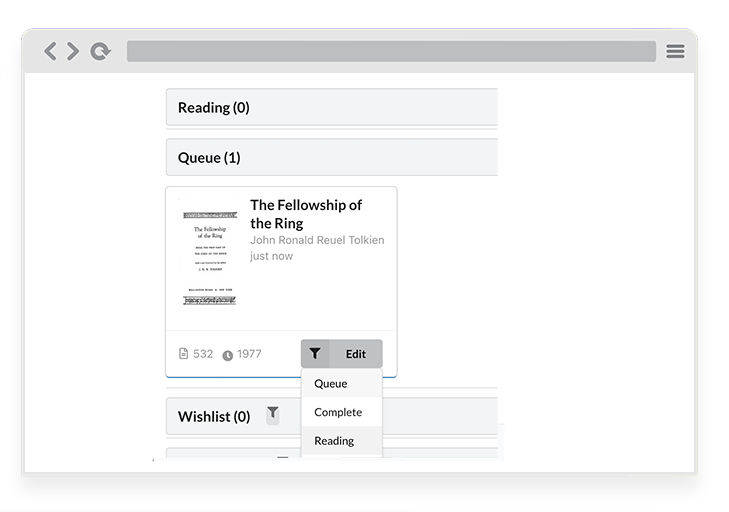 Reading (0)
Queue (1)
The Fellowship of
the Ring
John Ronald Reuel Tolkien
just now
The Fellowship
of the Ring
532
1977
Edit
Queue
Complete
Reading
Wishlist (0)